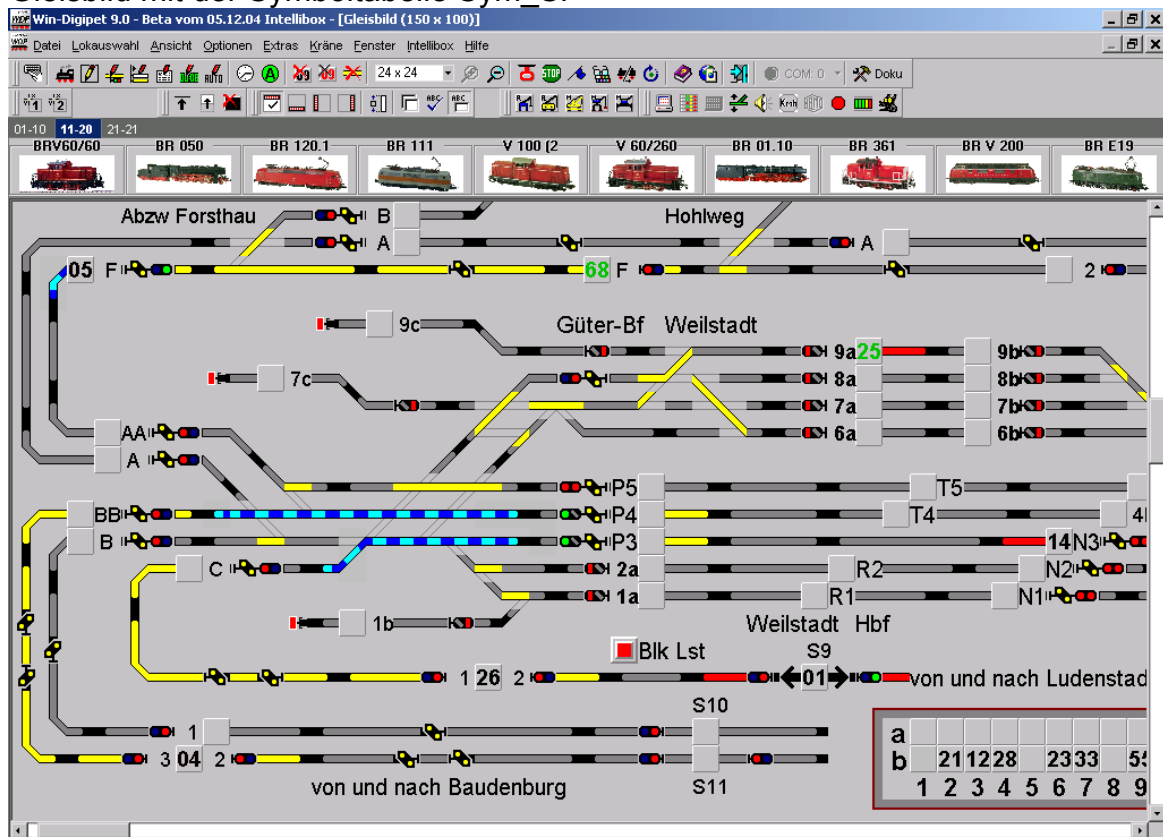 Win-Digipet 9.0 - Beta vom 05.12.04 Intellibox - [Gleisbild (150 x 100)]
Datei Lokauswahl Ansicht Optionen Extras Kräne Fenster Intellibox Hilfe
24 x 24 STOP COM: 0 Doku
01-10 11-20 21-21
BRV60/60 BR 050 BR 120.1 BR 111 V 100 (2 V 60/260 BR 01.10 BR 361 BR V 200 BR E19
Abzw Forsthau B Hohlweg
A A
05 F 68 F 2
9c Güter-Bf Weilstadt
9a 25 9b
7c 8a 8b
7a 7b
AA 6a 6b
A
P5 T5
BB P4 T4
B P3 14 N3
C 2a R2 N2
1a R1 N1
1b Weilstadt Hbf
Blk Lst S9
1 26 2 01 von und nach Ludenstad
S10
1 a
3 04 2 b 21 12 28 23 33
von und nach Baudenburg S11 1 2 3 4 5 6 7 8 9